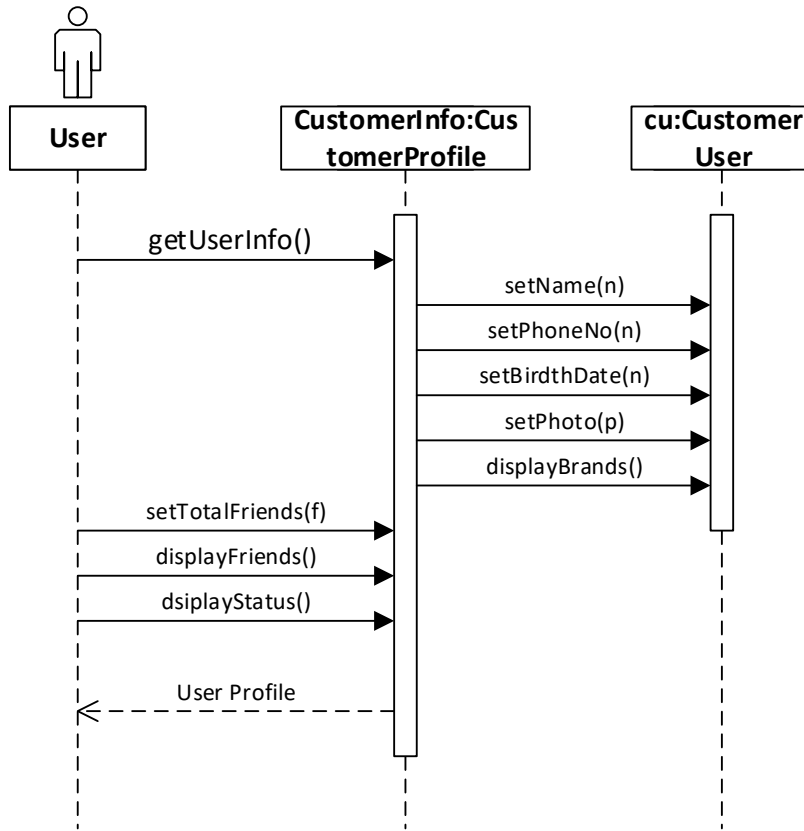 User
CustomerInfo:Cus
tomerProfile
cu:Customer
User
getUserInfo()
setName(n)
setPhoneNo(n)
setBirdthDate(n)
setPhoto(p)
displayBrands()
setTotalFriends(f)
displayFriends()
dsiplayStatus()
User Profile